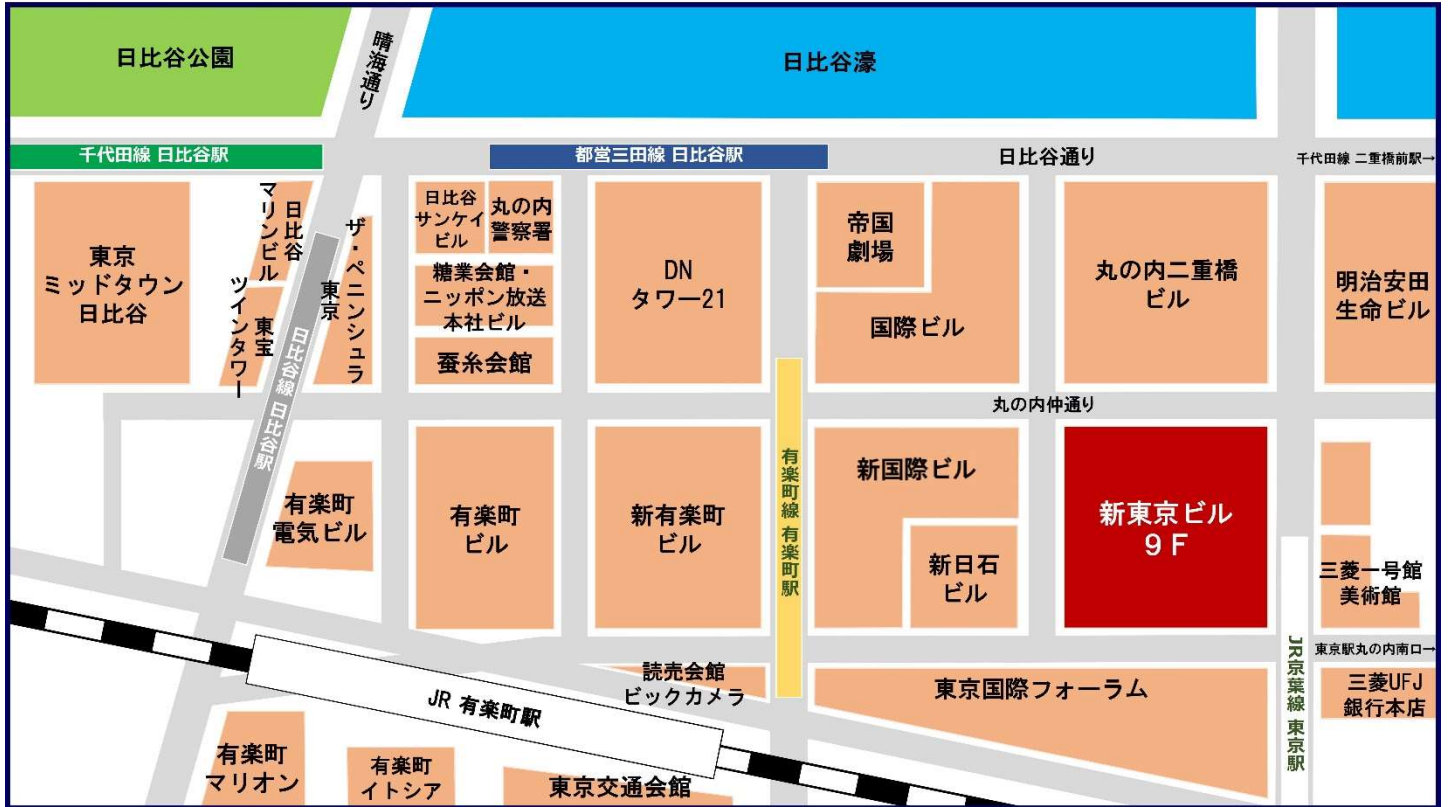 日比谷公園
晴海通り
日比谷濠
千代田線 日比谷駅
都営三田線 日比谷駅
日比谷通り
千代田線 二重橋前駅→
東京
ミッドタウン
日比谷
日比谷
マリンビル
東宝
ツインタワー
ザ・ペニンシュラ
東京
日比谷線 日比谷駅
日比谷
サンケイ
ビル
丸の内
警察署
糖業会館・
ニッポン放送
本社ビル
蚕糸会館
DN
タワー21
帝国
劇場
国際ビル
丸の内二重橋
ビル
明治安田
生命ビル
丸の内仲通り
有楽町
電気ビル
有楽町
ビル
新有楽町
ビル
有楽町線 有楽町駅
新国際ビル
新日石
ビル
新東京ビル
９Ｆ
三菱一号館
美術館
東京駅丸の内南口→
JR京葉線 東京駅
読売会館
ビックカメラ
東京国際フォーラム
三菱UFJ
銀行本店
JR 有楽町駅
有楽町
マリオン
有楽町
イトシア
東京交通会館